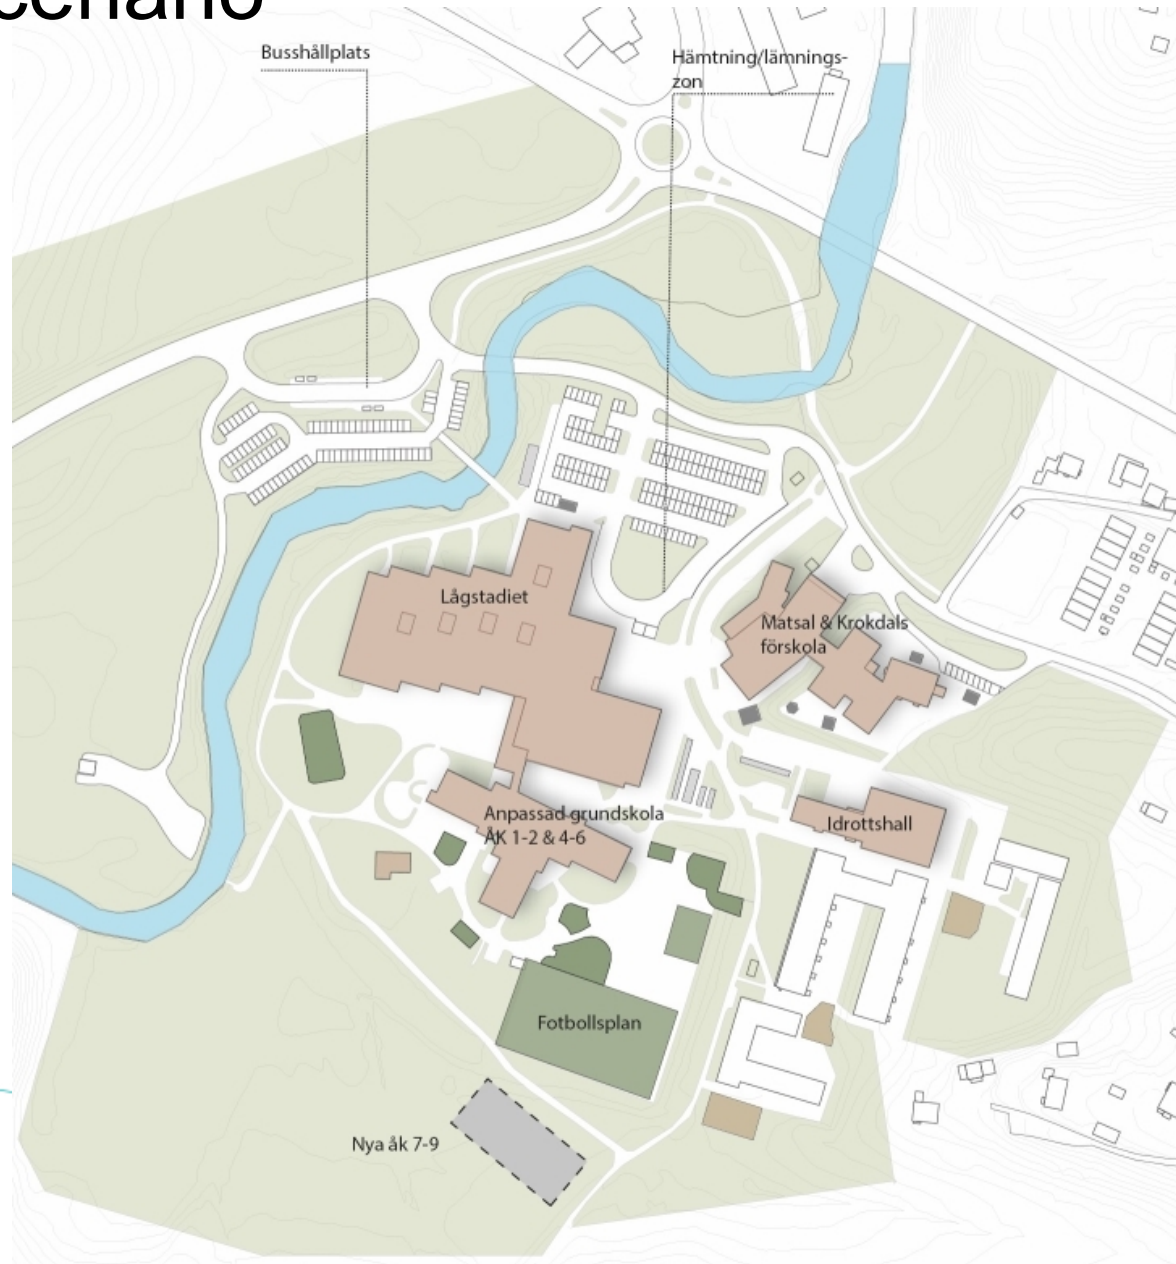 Busshållplats
Hämtning/lämnings-
zon
Lågstadiet
Matsal & Krokdals
förskola
Anpassad grundskola
ÅK 1-2 & 4-6
Idrottshall
Fotbollsplan
Nya åk 7-9